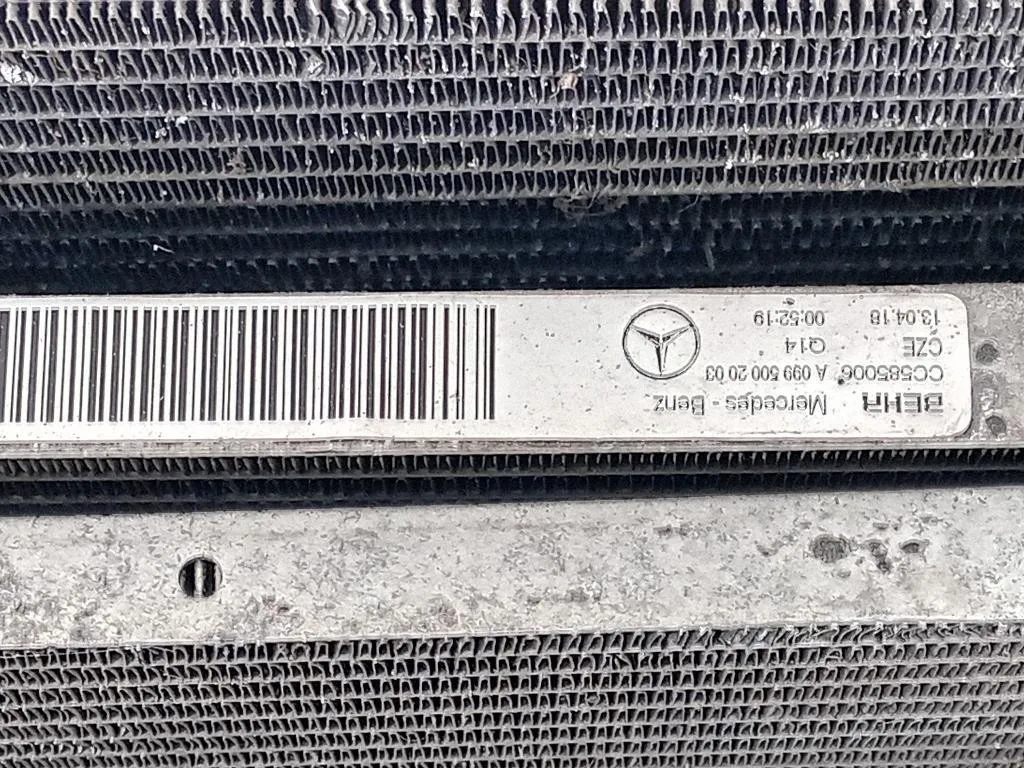 BEHR Mercedes - Benz
CC585006 A 099 500 20 03
CZE Q14
13.04.18 00:52:19